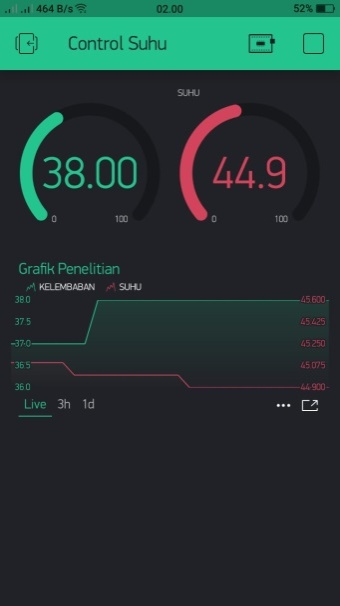 464 B/s 02.00 52%
Control Suhu
SUHU
38.00 44.9
0 100 0 100
Grafik Penelitian
KELEMBABAN SUHU
38.0 45.600
37.5 45.425
37.0 45.250
36.5 45.075
36.0 44.900
Live 3h 1d